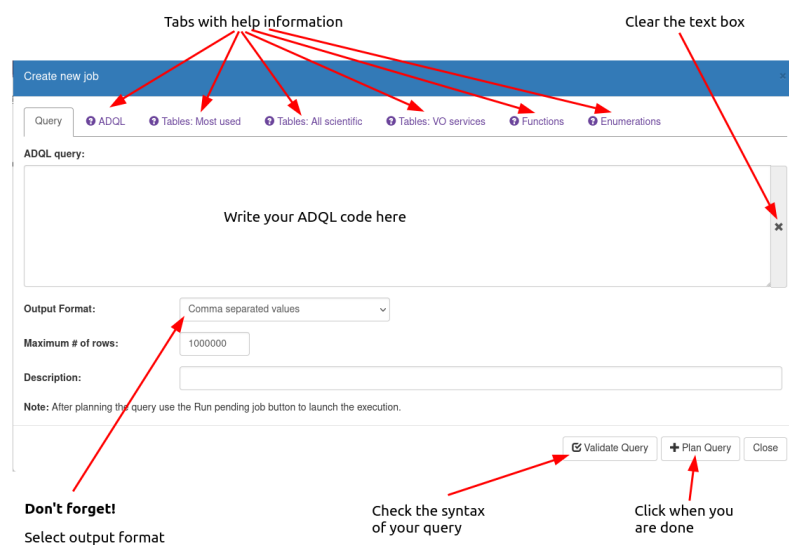 Tabs with help information
Clear the text box
Create new job
×
Query
ADQL
Tables: Most used
Tables: All scientific
Tables: VO services
Functions
Enumerations
ADQL query:
Write your ADQL code here
Output Format:
Comma separated values
Maximum # of rows:
1000000
Description:
Note: After planning the query use the Run pending job button to launch the execution.
Validate Query
Plan Query
Close
Don't forget!
Select output format
Check the syntax
of your query
Click when you
are done